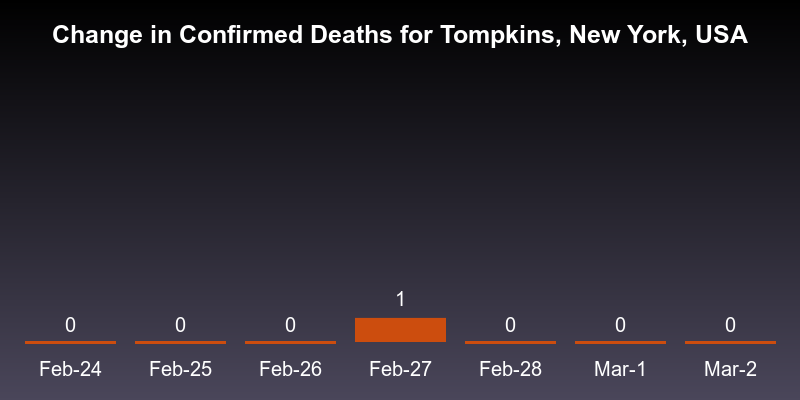 Change in Confirmed Deaths for Tompkins, New York, USA
1
0 0 0 0 0 0
Feb-24 Feb-25 Feb-26 Feb-27 Feb-28 Mar-1 Mar-2